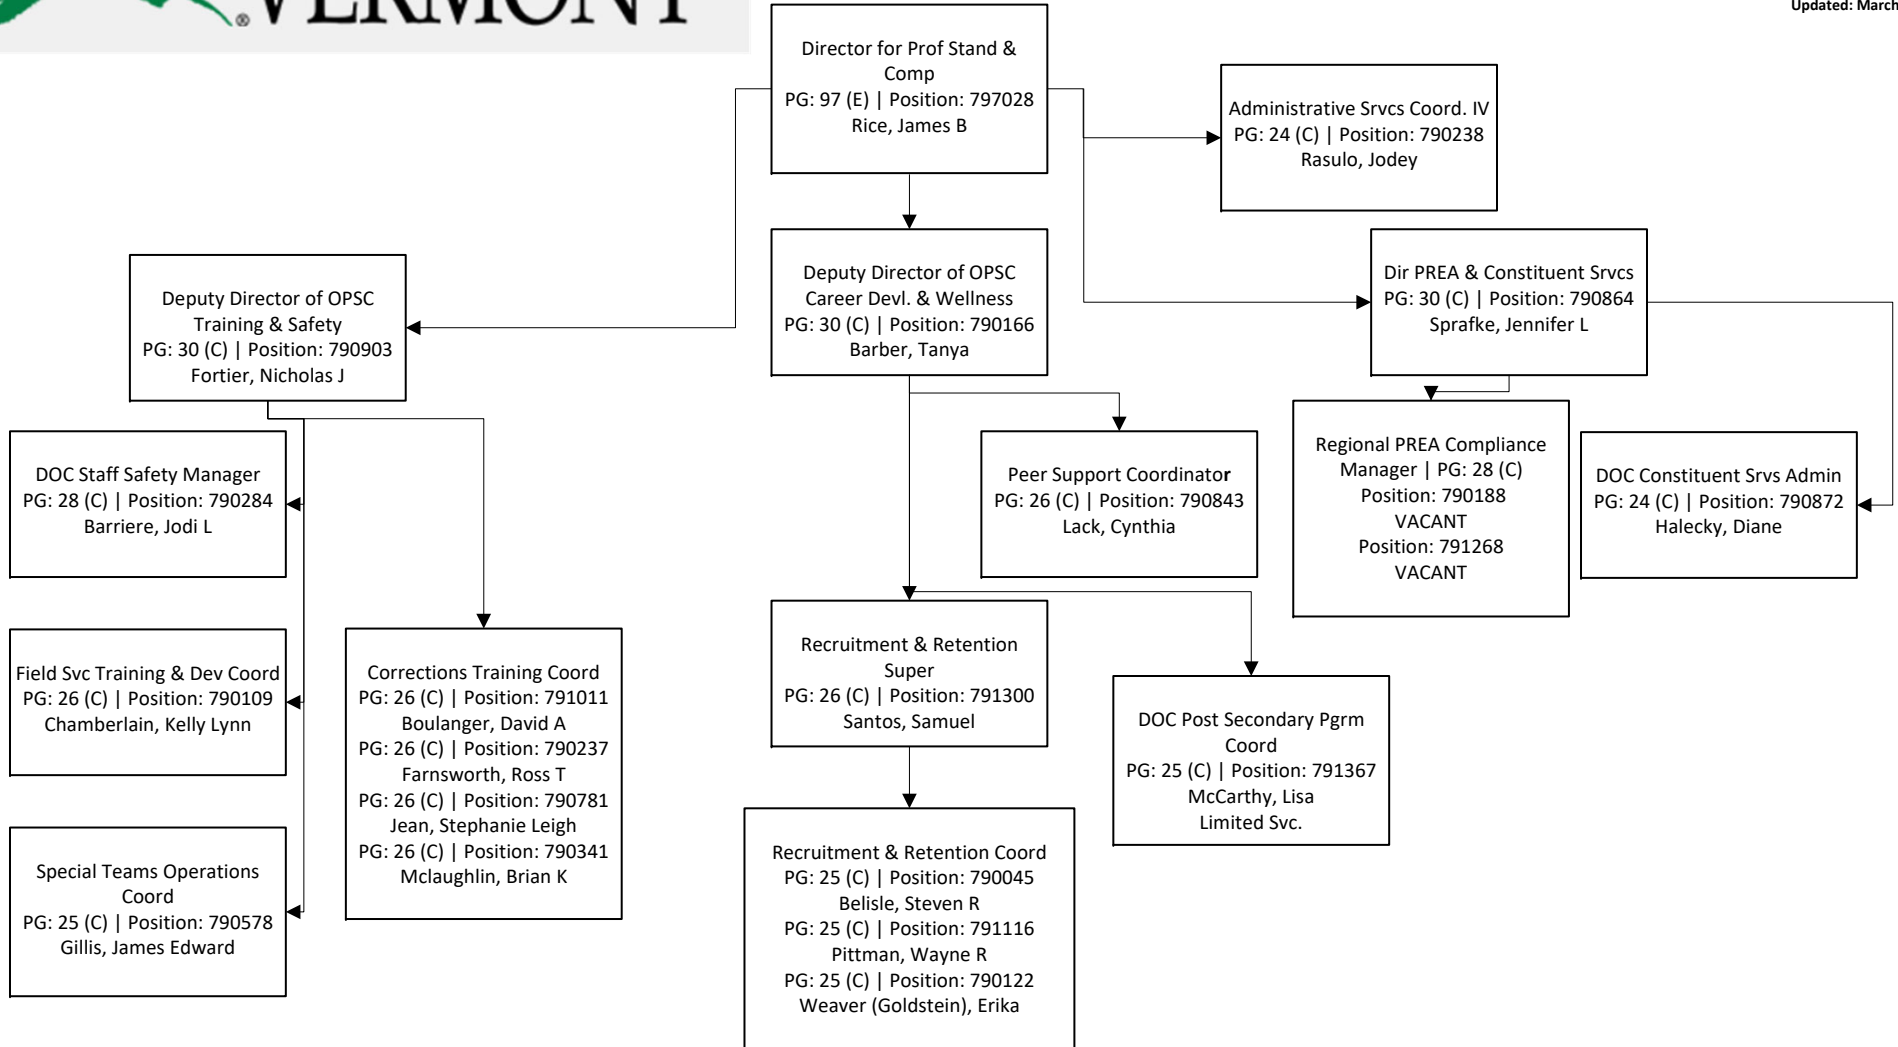 VERMONT
®
Updated: March
Director for Prof Stand &
Comp
PG: 97 (E) | Position: 797028
Rice, James B
Administrative Srvcs Coord. IV
PG: 24 (C) | Position: 790238
Rasulo, Jodey
Deputy Director of OPSC
Training & Safety
PG: 30 (C) | Position: 790903
Fortier, Nicholas J
Deputy Director of OPSC
Career Devl. & Wellness
PG: 30 (C) | Position: 790166
Barber, Tanya
Dir PREA & Constituent Srvcs
PG: 30 (C) | Position: 790864
Sprafke, Jennifer L
DOC Staff Safety Manager
PG: 28 (C) | Position: 790284
Barriere, Jodi L
Peer Support Coordinator
PG: 26 (C) | Position: 790843
Lack, Cynthia
Regional PREA Compliance
Manager | PG: 28 (C)
Position: 790188
VACANT
Position: 791268
VACANT
DOC Constituent Srvs Admin
PG: 24 (C) | Position: 790872
Halecky, Diane
Field Svc Training & Dev Coord
PG: 26 (C) | Position: 790109
Chamberlain, Kelly Lynn
Corrections Training Coord
PG: 26 (C) | Position: 791011
Boulanger, David A
PG: 26 (C) | Position: 790237
Farnsworth, Ross T
PG: 26 (C) | Position: 790781
Jean, Stephanie Leigh
PG: 26 (C) | Position: 790341
Mclaughlin, Brian K
Recruitment & Retention
Super
PG: 26 (C) | Position: 791300
Santos, Samuel
DOC Post Secondary Pgrm
Coord
PG: 25 (C) | Position: 791367
McCarthy, Lisa
Limited Svc.
Special Teams Operations
Coord
PG: 25 (C) | Position: 790578
Gillis, James Edward
Recruitment & Retention Coord
PG: 25 (C) | Position: 790045
Belisle, Steven R
PG: 25 (C) | Position: 791116
Pittman, Wayne R
PG: 25 (C) | Position: 790122
Weaver (Goldstein), Erika